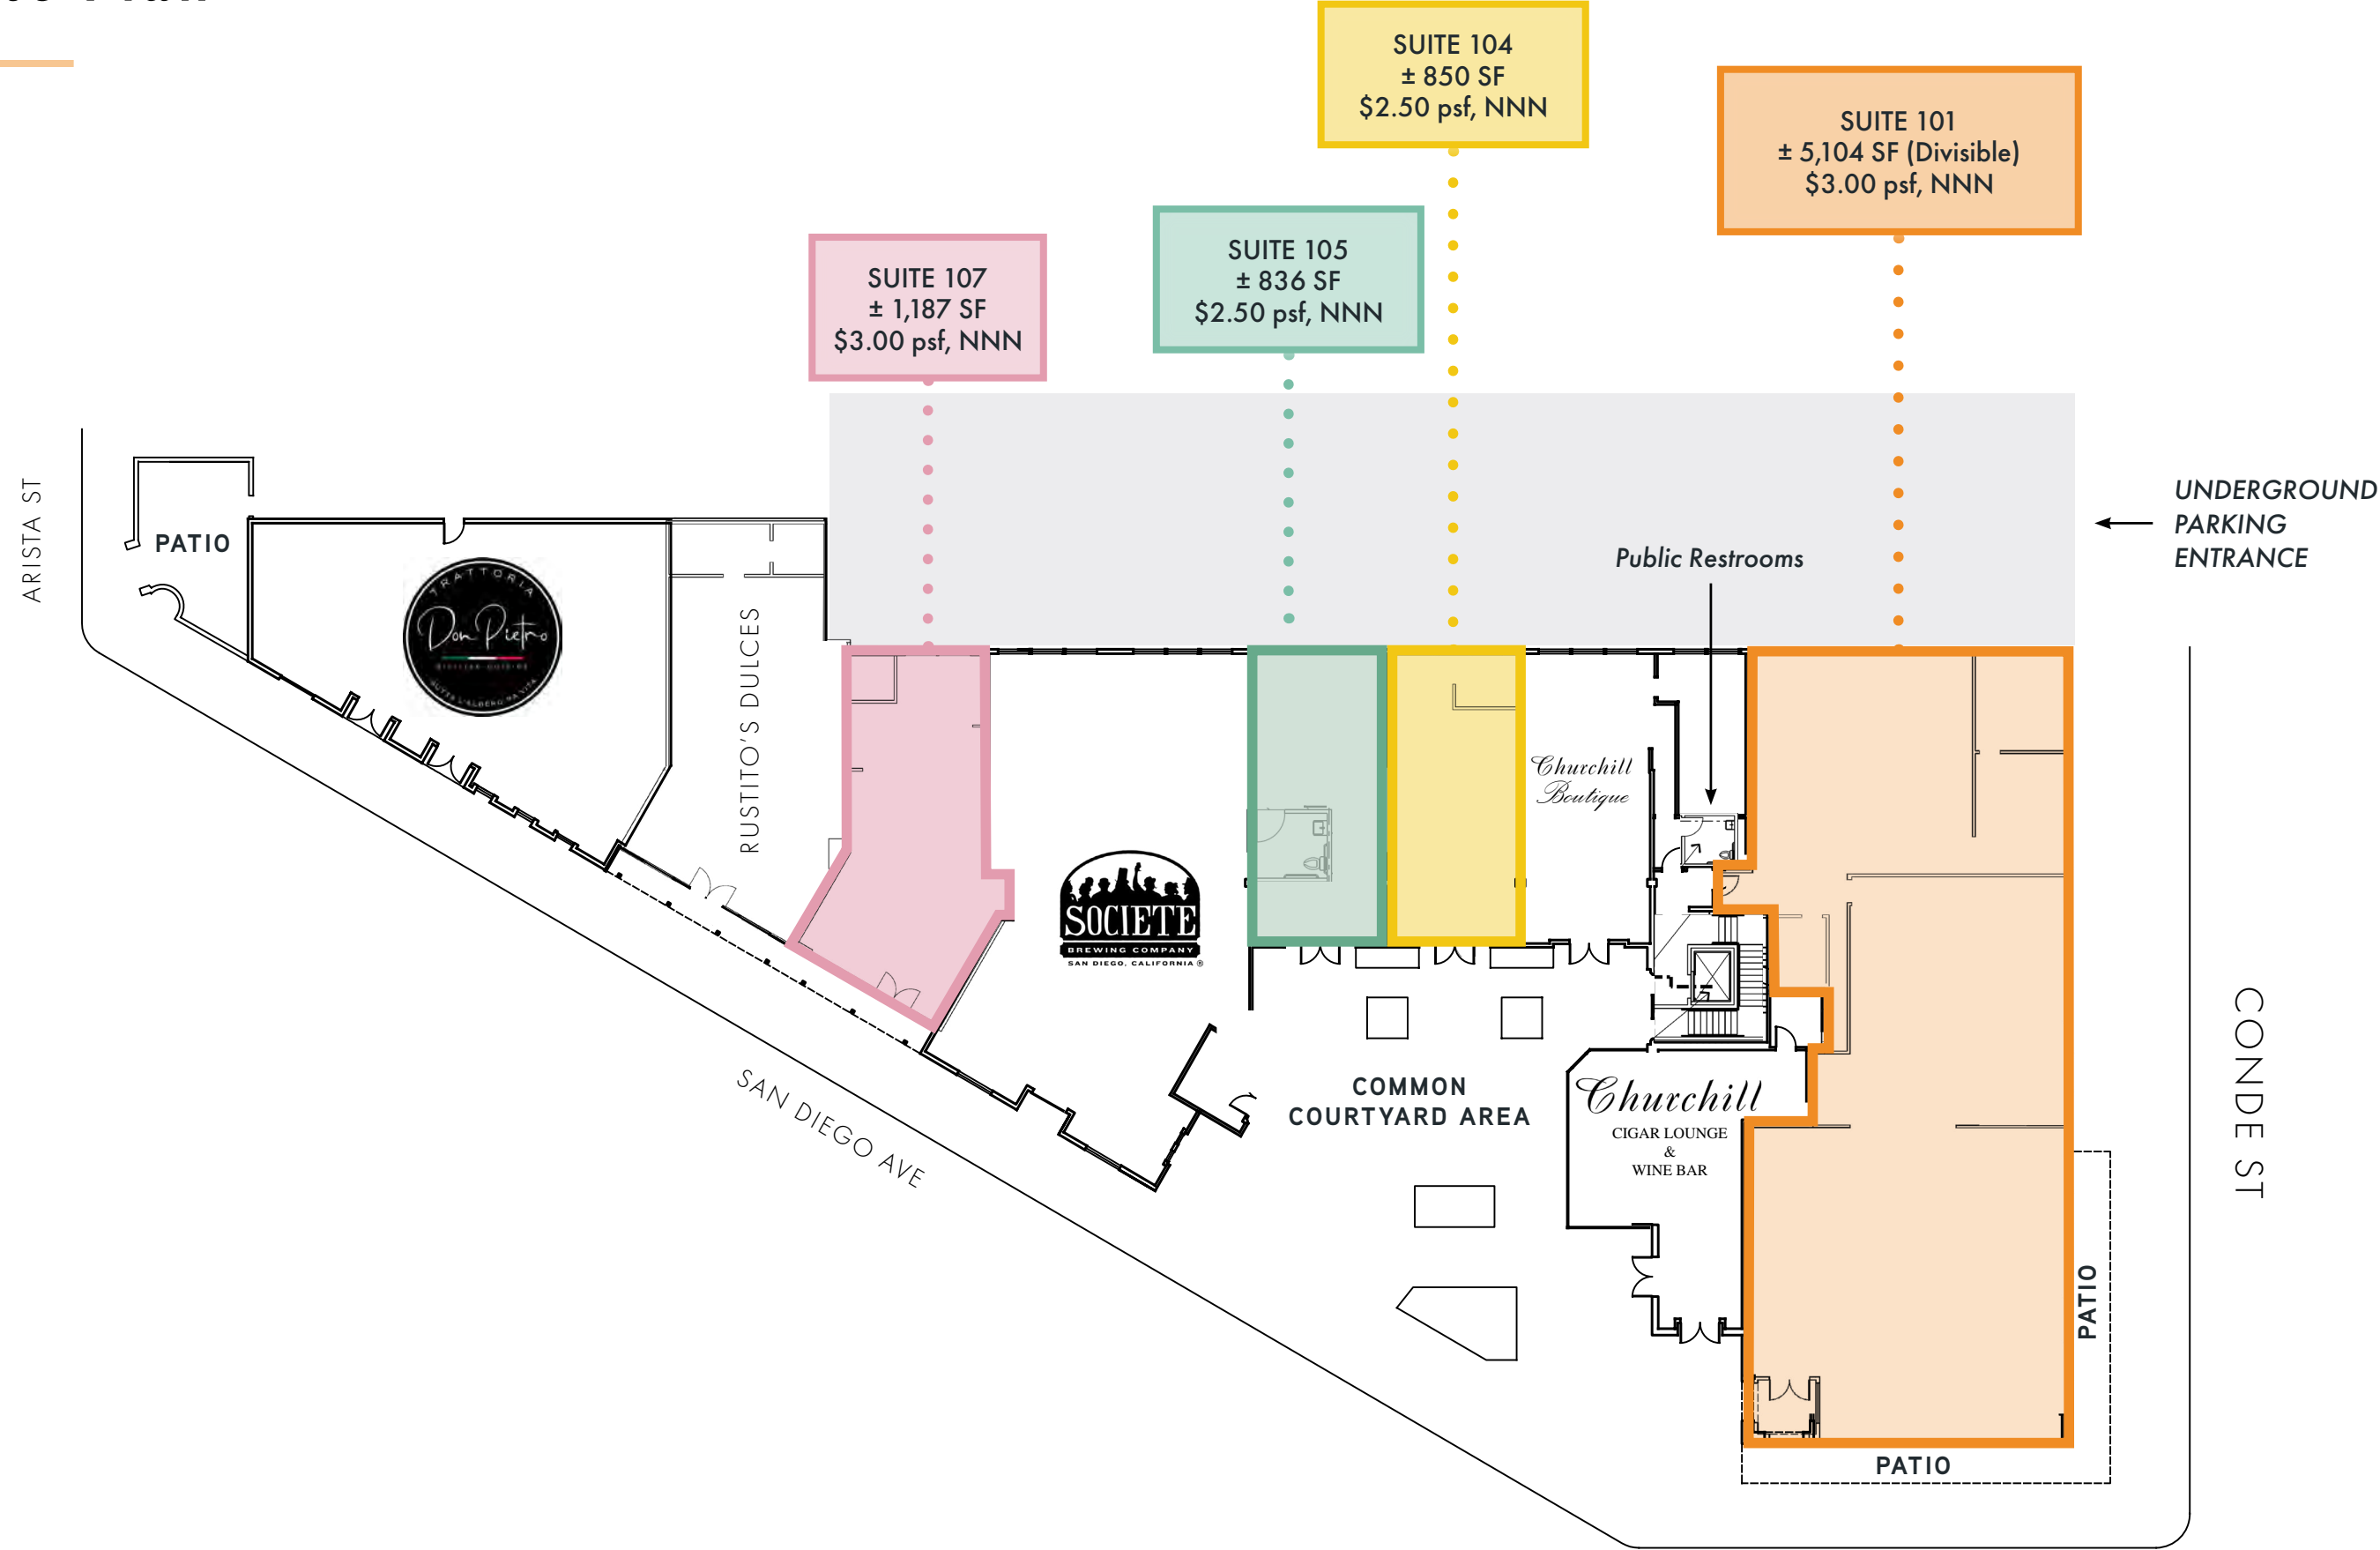 SUITE 104
± 850 SF
$2.50 psf, NNN
SUITE 101
± 5,104 SF (Divisible)
$3.00 psf, NNN
SUITE 105
± 836 SF
$2.50 psf, NNN
SUITE 107
± 1,187 SF
$3.00 psf, NNN
UNDERGROUND
PARKING
ENTRANCE
Public Restrooms
ARISTA ST
PATIO
TRATTORIA
Don Pietro
RUSTITO'S DULCES
Churchill
Boutique
SOCIETE
BREWING COMPANY
SAN DIEGO, CALIFORNIA ®
COMMON
COURTYARD AREA
Churchill
CIGAR LOUNGE
&
WINE BAR
SAN DIEGO AVE
CONDE ST
PATIO
PATIO